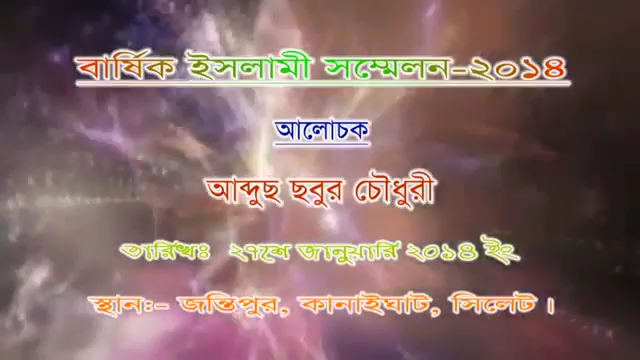 বার্ষিক ইসলামী সম্মেলন-২০১৪
আলোচক
আব্দুছ ছবুর চৌধুরী
তারিখঃ ২৭শে জানুয়ারি ২০১৪ ইং
স্থান:- জন্তিপুর, কানাইঘাট, সিলেট ।